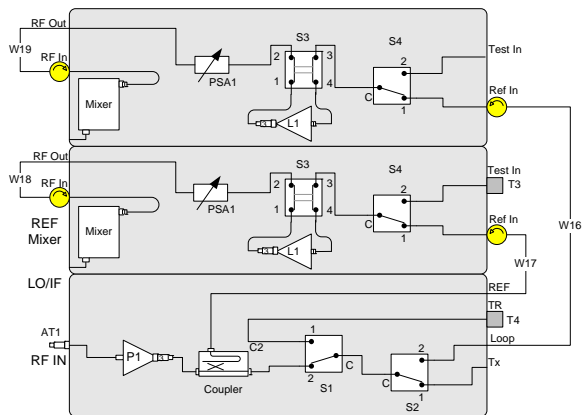 RF Out
W19
RF In
Mixer
PSA1
S3
2
3
1
4
L1
S4
2
C
1
Test In
Ref In
W16
RF Out
W18
RF In
REF
Mixer
Mixer
PSA1
S3
2
3
1
4
L1
S4
2
C
1
Test In
T3
Ref In
W17
LO/IF
REF
TR
T4
AT1
RF IN
P1
Coupler
C2
1
2
C
S1
2
C
1
S2
Loop
Tx